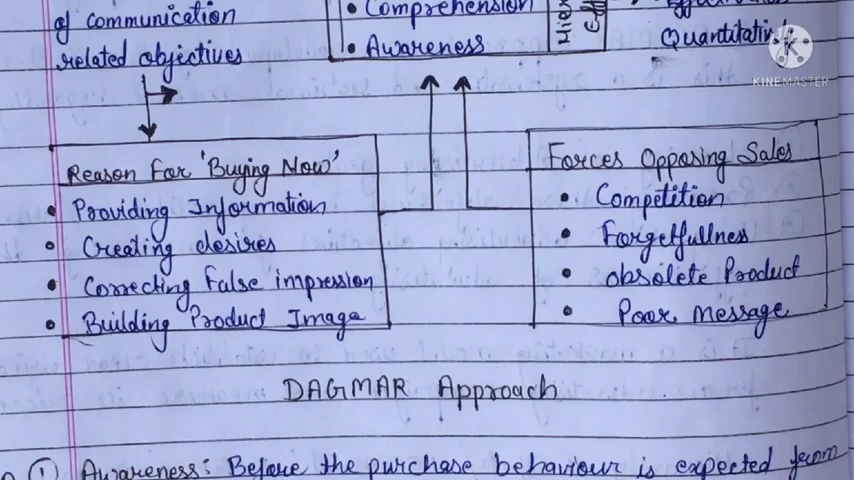 of communication
related objectives
• Comprehension
• Awareness
Quantitative
KINEMASTER
Reason For 'Buying Now'
• Providing Information
• Creating desires
• Correcting False impression
• Building Product Image
Forces Opposing Sales
• Competition
• Forgetfullness
• obsolete Product
• Poor Message
DAGMAR Approach
① Awareness: Before the purchase behaviour is expected from